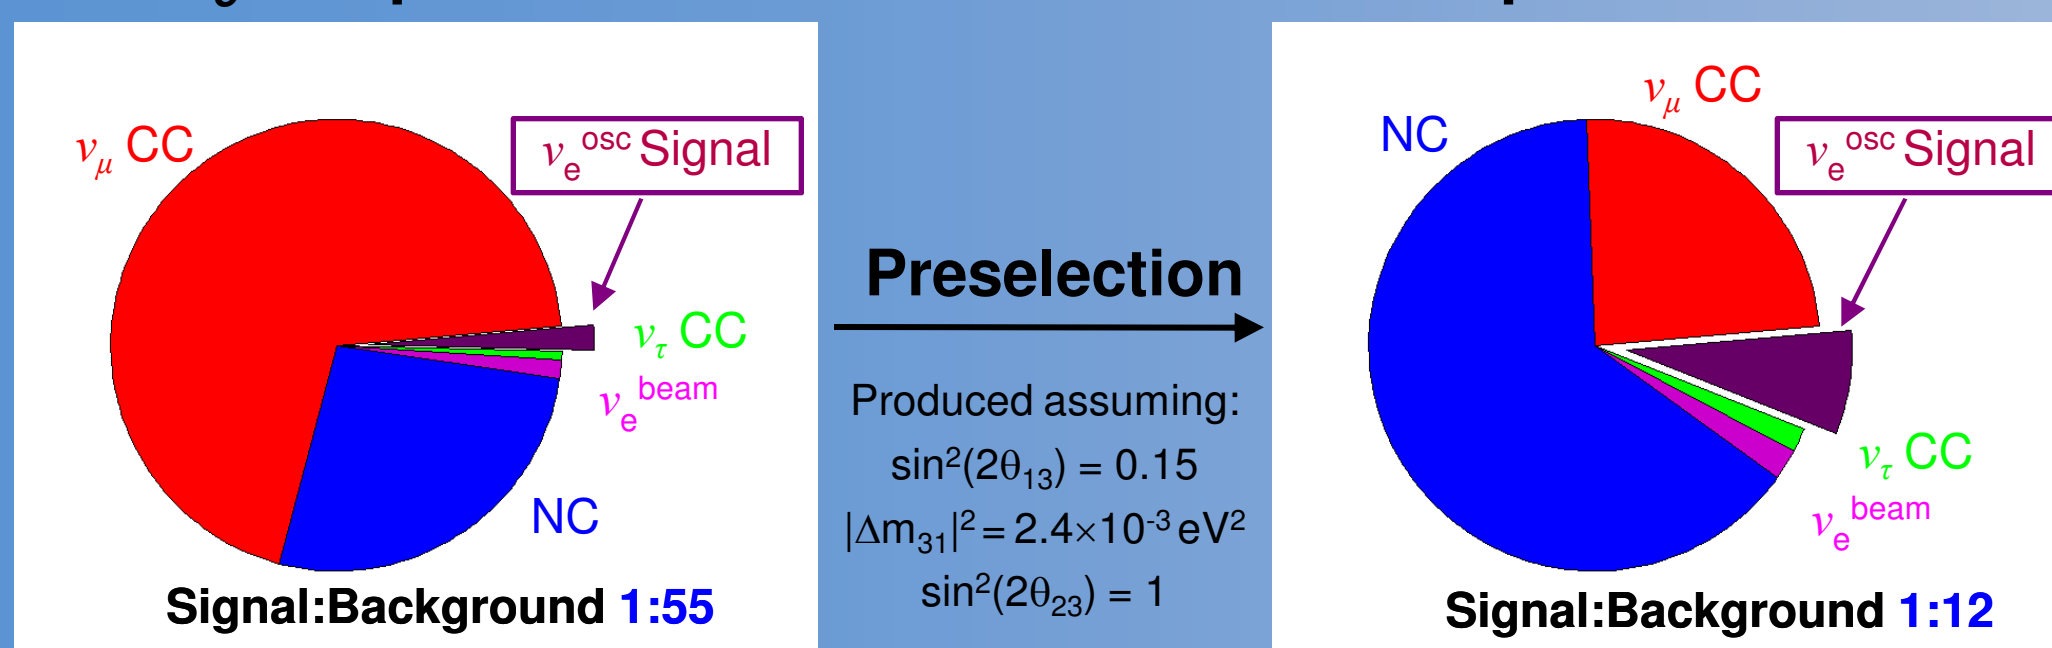 ν_μ CC
ν_e^osc Signal
ν_τ CC
ν_e^beam
NC
Signal:Background 1:55
Preselection
Produced assuming:
sin²(2θ₁₃) = 0.15
|Δm₃₁|² = 2.4×10⁻³ eV²
sin²(2θ₂₃) = 1
ν_μ CC
NC
ν_e^osc Signal
ν_τ CC
ν_e^beam
Signal:Background 1:12